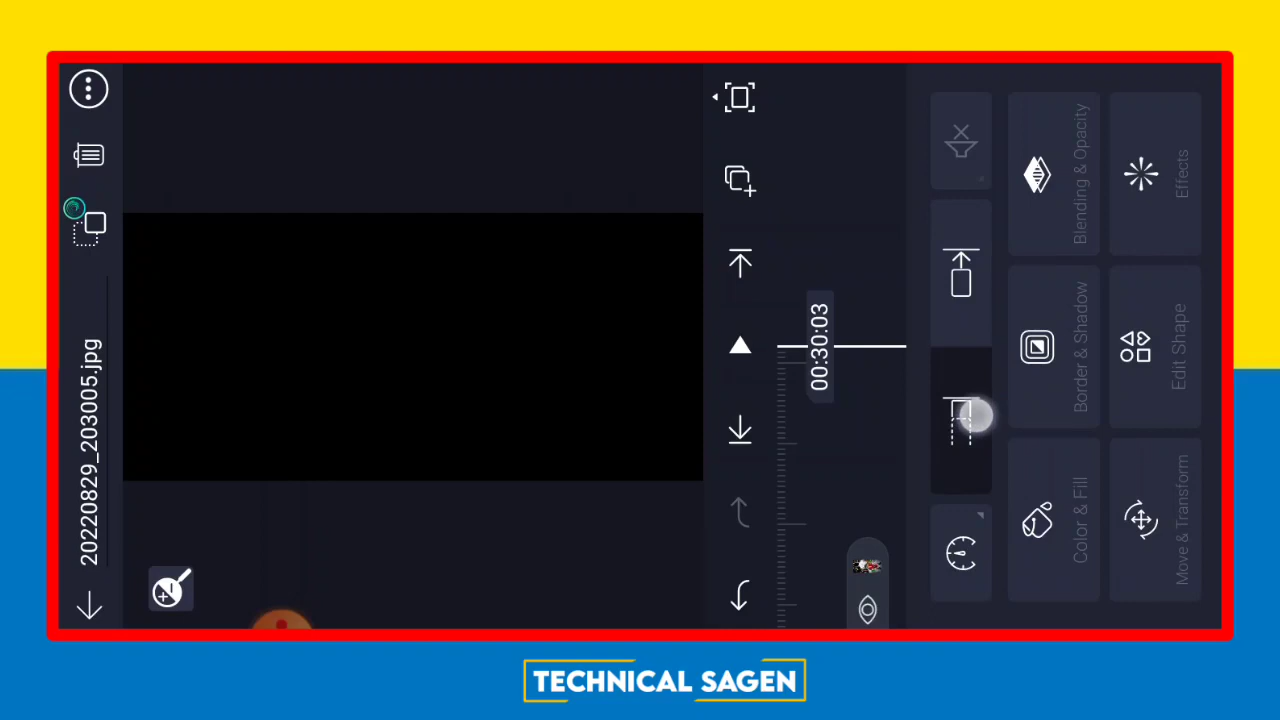 20220829_203005.jpg
00:30:03
Color & Fill
Border & Shadow
Blending & Opacity
Move & Transform
Edit Shape
Effects
TECHNICAL SAGEN